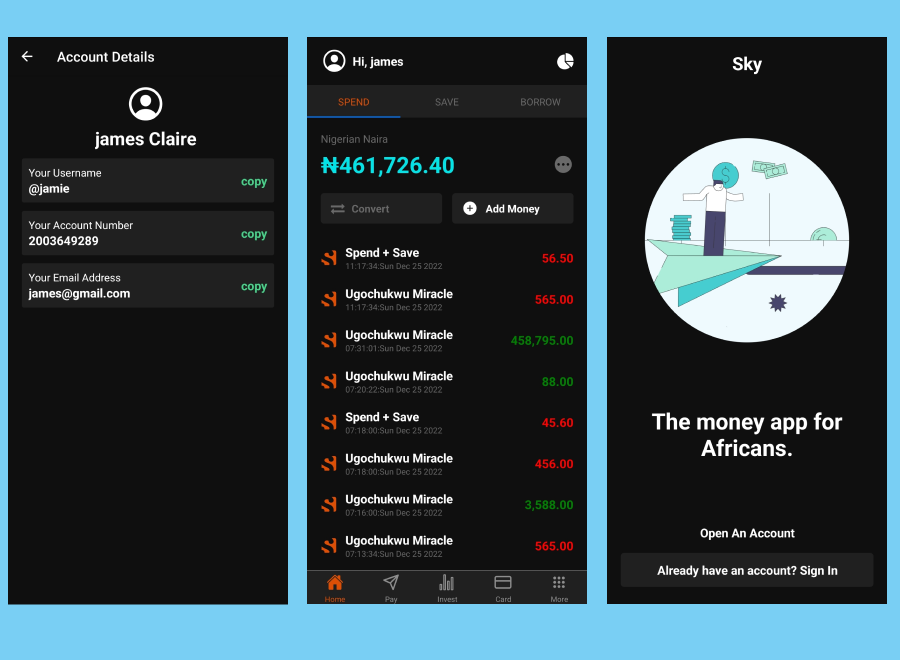 Account Details
james Claire
Your Username
@jamie
copy
Your Account Number
2003649289
copy
Your Email Address
james@gmail.com
copy
Hi, james
SPEND SAVE BORROW
Nigerian Naira
₦461,726.40
Convert
Add Money
Spend + Save
11:17:34:Sun Dec 25 2022
56.50
Ugochukwu Miracle
11:17:34:Sun Dec 25 2022
565.00
Ugochukwu Miracle
07:31:01:Sun Dec 25 2022
458,795.00
Ugochukwu Miracle
07:20:22:Sun Dec 25 2022
88.00
Spend + Save
07:18:00:Sun Dec 25 2022
45.60
Ugochukwu Miracle
07:18:00:Sun Dec 25 2022
456.00
Ugochukwu Miracle
07:16:00:Sun Dec 25 2022
3,588.00
Ugochukwu Miracle
07:13:34:Sun Dec 25 2022
565.00
Home Pay Invest Card More
Sky
$
The money app for
Africans.
Open An Account
Already have an account? Sign In